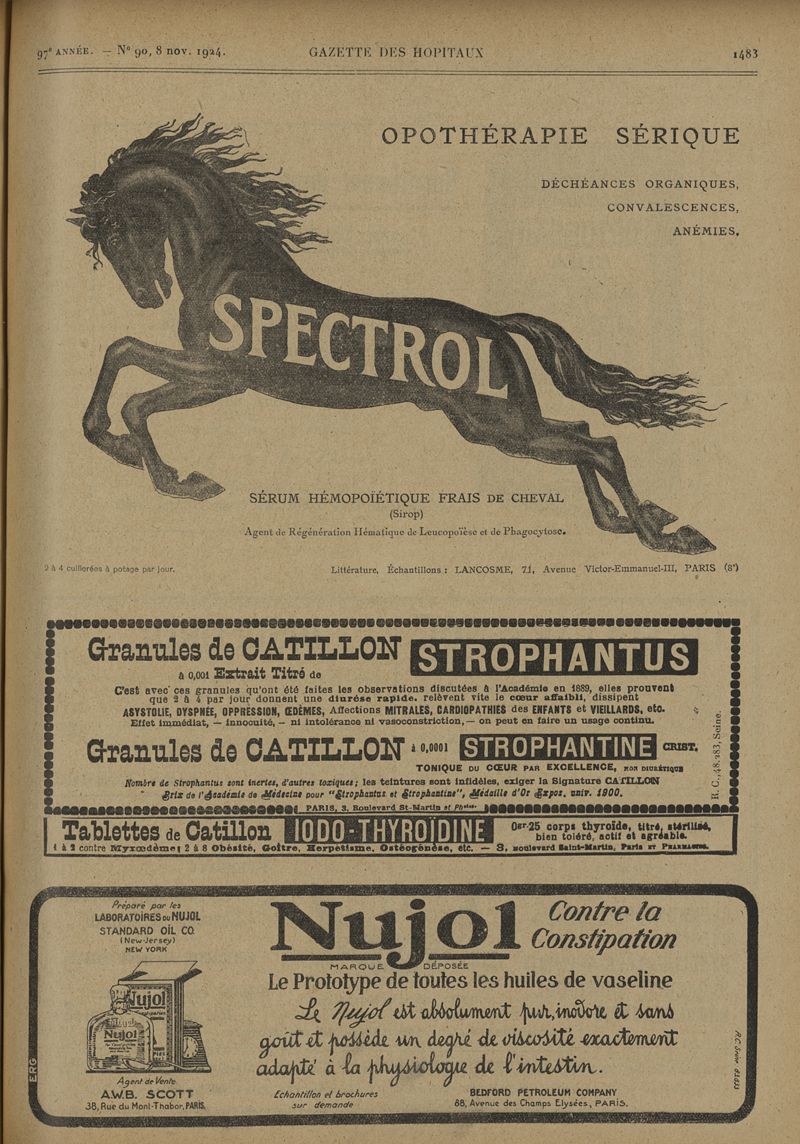 97e ANNÉE. — No 90, 8 nov. 1924. GAZETTE DES HOPITAUX 1483
OPOTHÉRAPIE SÉRIQUE
DÉCHÉANCES ORGANIQUES,
CONVALESCENCES,
ANÉMIES,
SPECTROL
SÉRUM HÉMOPOÏÉTIQUE FRAIS DE CHEVAL
(Sirop)
Agent de Régénération Hématique de Leucopoïèse et de Phagocytose.
2 à 4 cuillerées à potage par jour. Littérature, Échantillons : LANCOSME, 71, Avenue Victor-Emmanuel-III, PARIS (8e)
Granules de CATILLON STROPHANTUS
à 0,001 Extrait Titré de
C'est avec ces granules qu'ont été faites les observations discutées à l'Académie en 1889, elles prouvent
que 2 à 4 par jour donnent une diurèse rapide, relèvent vite le cœur affaibli, dissipent
ASYSTOLIE, DYSPNÉE, OPPRESSION, ŒDÈMES, Affections MITRALES, CARDIOPATHIES des ENFANTS et VIEILLARDS, etc.
Effet immédiat, — innocuité, — ni intolérance ni vasoconstriction, — on peut en faire un usage continu.
Granules de CATILLON à 0,0001 STROPHANTINE CRIST.
TONIQUE DU CŒUR PAR EXCELLENCE, NON DIURÉTIQUE
Nombre de Strophantus sont inertes, d'autres toxiques; les teintures sont infidèles, exiger la Signature CATILLON
Prix de l'Académie de Médecine pour "Strophantus et Strophantine", Médaille d'Or Expos. univ. 1900.
PARIS, 3, Boulevard St-Martin et Phies.
R. C., 48.283, Seine.
Tablettes de Catillon IODO-THYROÏDINE
0gr25 corps thyroïde, titré, stérilisé,
bien toléré, actif et agréable.
1 à 2 contre Myxœdème; 2 à 8 Obésité, Goître, Herpétisme, Ostéogénèse, etc. — 3, Boulevard Saint-Martin, Paris ET PHARMACIES.
Préparé par les
LABORATOIRES DU NUJOL
STANDARD OIL CO.
(New-Jersey)
NEW YORK
Nujol
Nujol
Agent de Vente
A.W.B. SCOTT
38, Rue du Mont-Thabor, PARIS.
ERG
Nujol
MARQUE DÉPOSÉE
Contre la
Constipation
Le Prototype de toutes les huiles de vaseline
Le Nujol est absolument pur, inodore et sans
goût et possède un degré de viscosité exactement
adapté à la physiologie de l'intestin.
Echantillon et brochures
sur demande
BEDFORD PETROLEUM COMPANY
68, Avenue des Champs Elysées, PARIS.